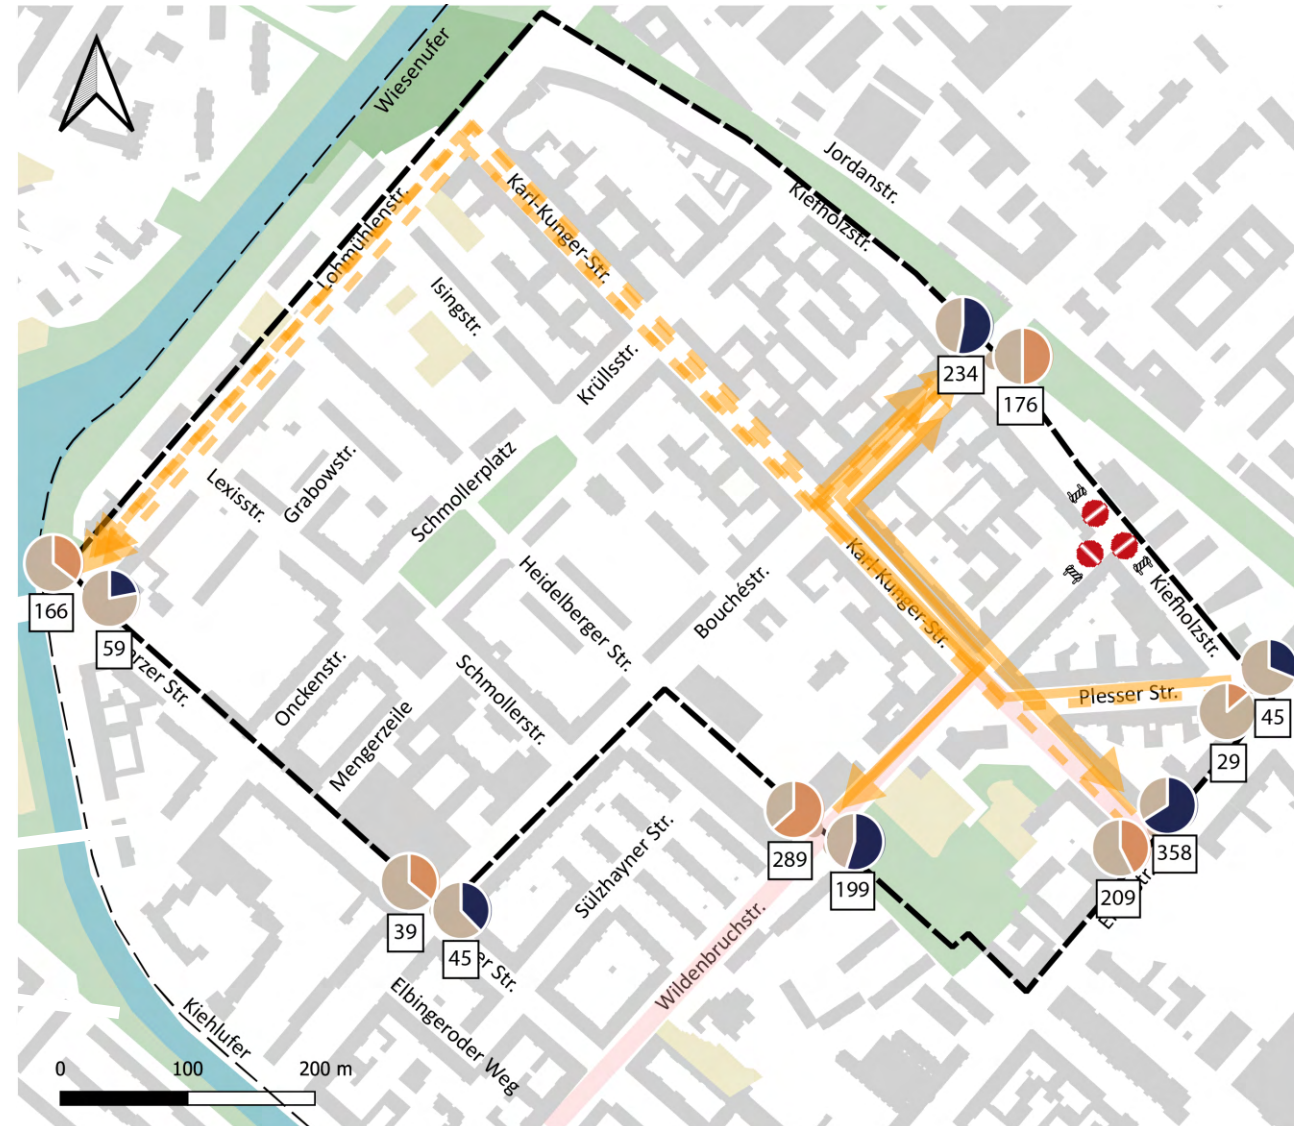 Wiesenufer
Jordanstr.
Kiefholzstr.
Karl-Kunger-Str.
Lohmühlenstr.
Isingstr.
Krüllsstr.
234
176
Lexisstr.
Grabowstr.
Schmollerplatz
Heidelberger Str.
Bouchéstr.
Karl-Kunger-Str.
Kiefholzstr.
166
59
Onckenstr.
Mengerzeile
Schmollerstr.
Plesser Str.
45
29
289
199
358
209
Sülzhayner Str.
Wildenbruchstr.
39
45
Elbingeroder Weg
Kiehlufer
0 100 200 m